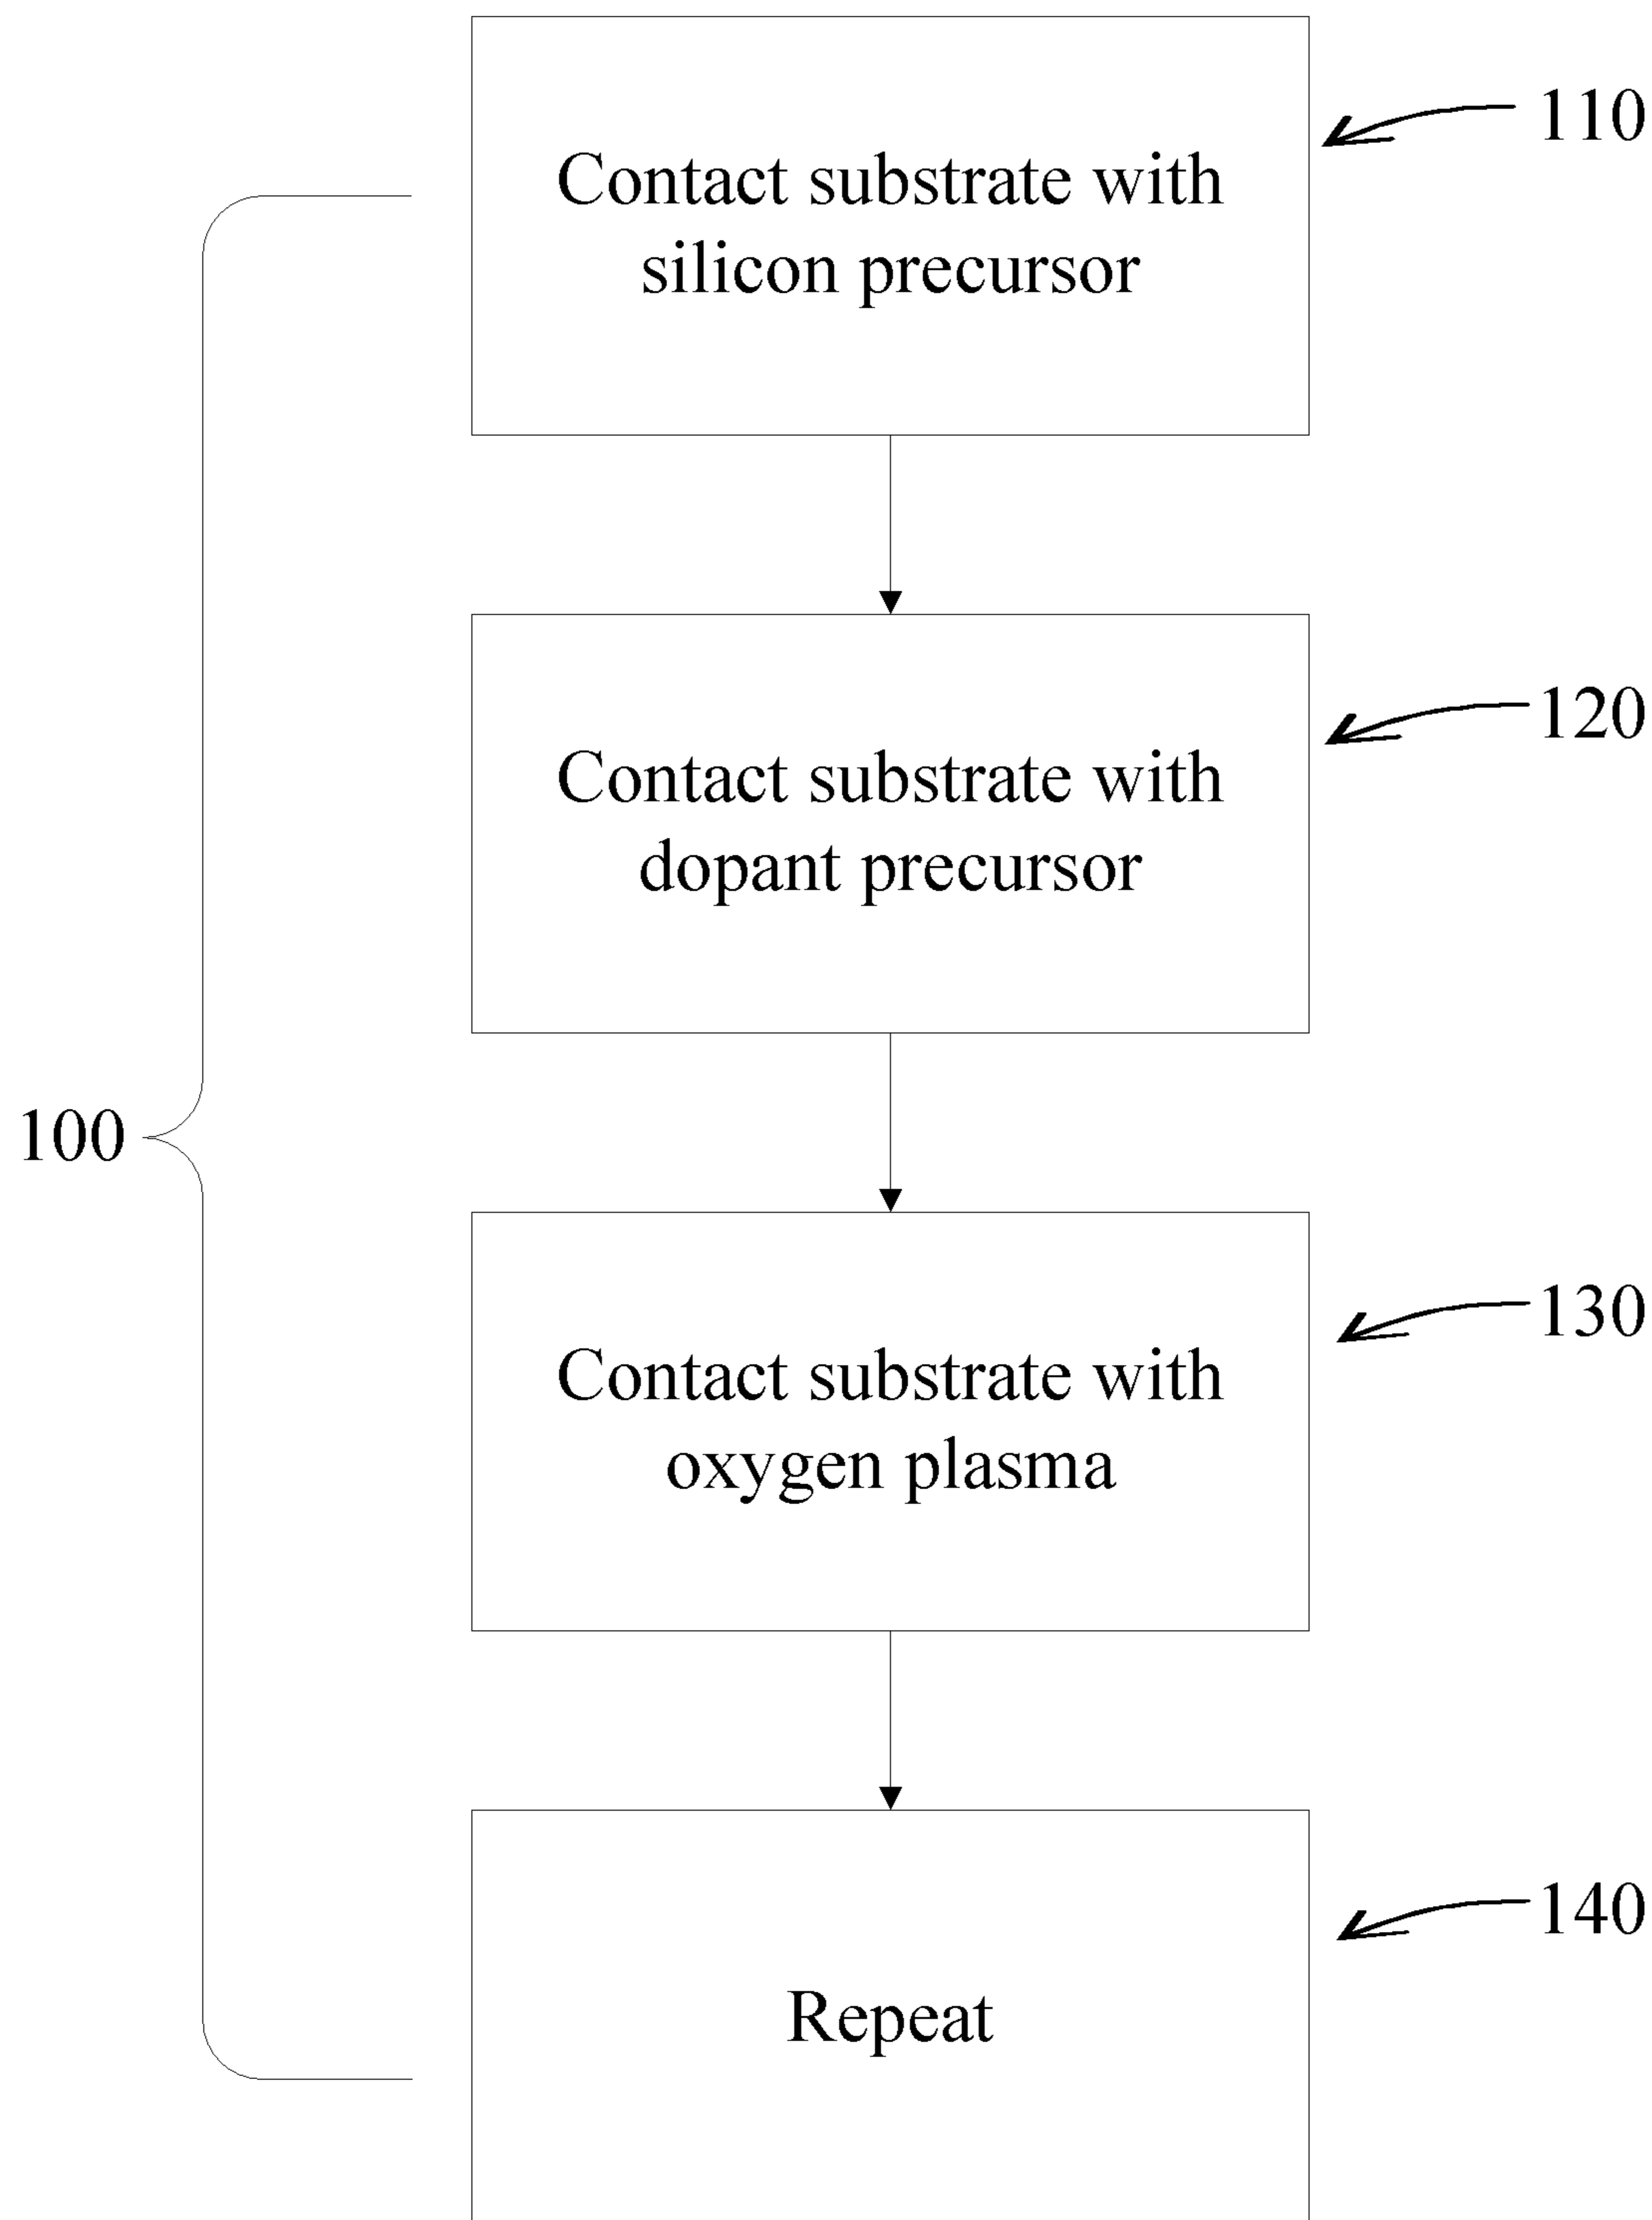 Contact substrate with
silicon precursor
110
Contact substrate with
dopant precursor
120
100
Contact substrate with
oxygen plasma
130
Repeat
140